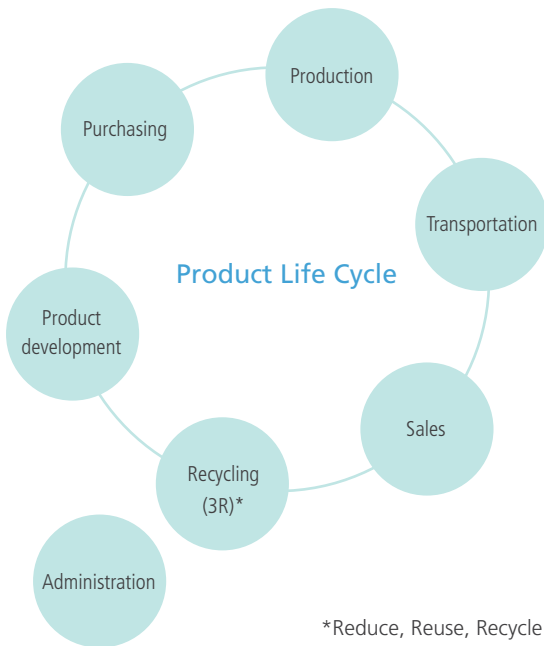 Production
Purchasing
Transportation
Product Life Cycle
Product
development
Sales
Recycling
(3R)*
Administration
*Reduce, Reuse, Recycle